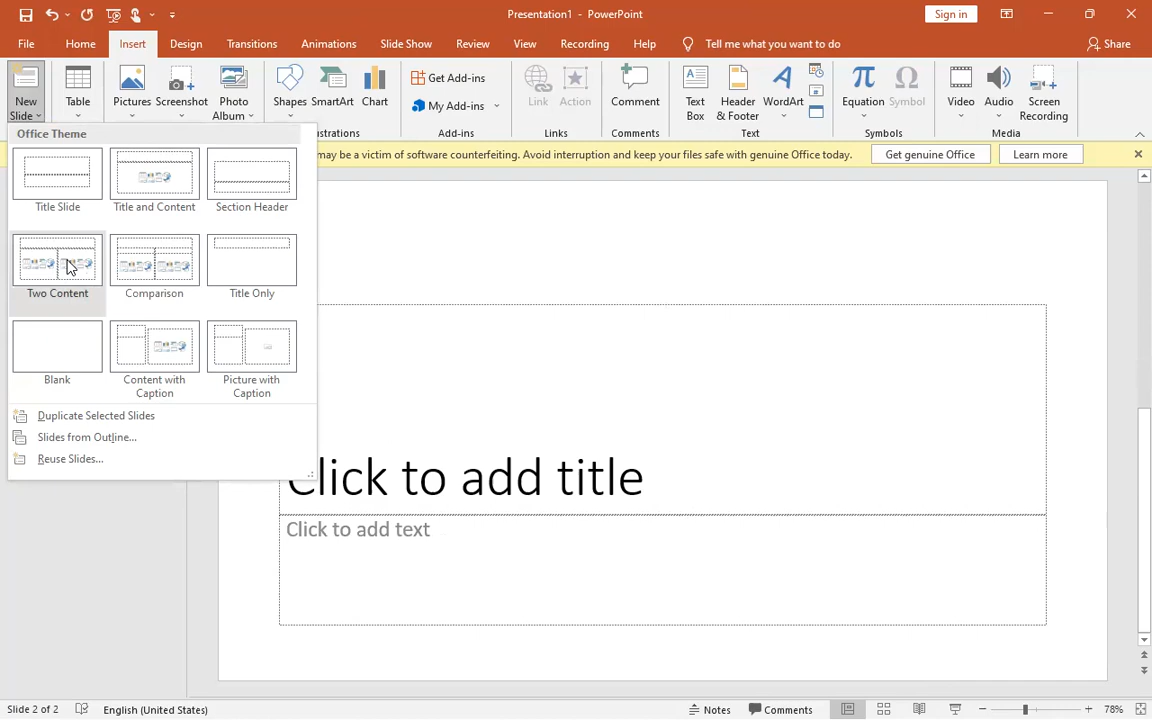 Presentation1 - PowerPoint
Sign in
File Home Insert Design Transitions Animations Slide Show Review View Recording Help Tell me what you want to do Share
New Slide
Table
Pictures
Screenshot
Photo Album
Shapes
SmartArt
Chart
Get Add-ins
My Add-ins
Link
Action
Comment
Text Box
Header & Footer
WordArt
Equation
Symbol
Video
Audio
Screen Recording
ustrations
Add-ins
Links
Comments
Text
Symbols
Media
may be a victim of software counterfeiting. Avoid interruption and keep your files safe with genuine Office today.
Get genuine Office
Learn more
Office Theme
Title Slide
Title and Content
Section Header
Two Content
Comparison
Title Only
Blank
Content with Caption
Picture with Caption
Duplicate Selected Slides
Slides from Outline...
Reuse Slides...
Click to add title
Click to add text
Slide 2 of 2
English (United States)
Notes
Comments
78%